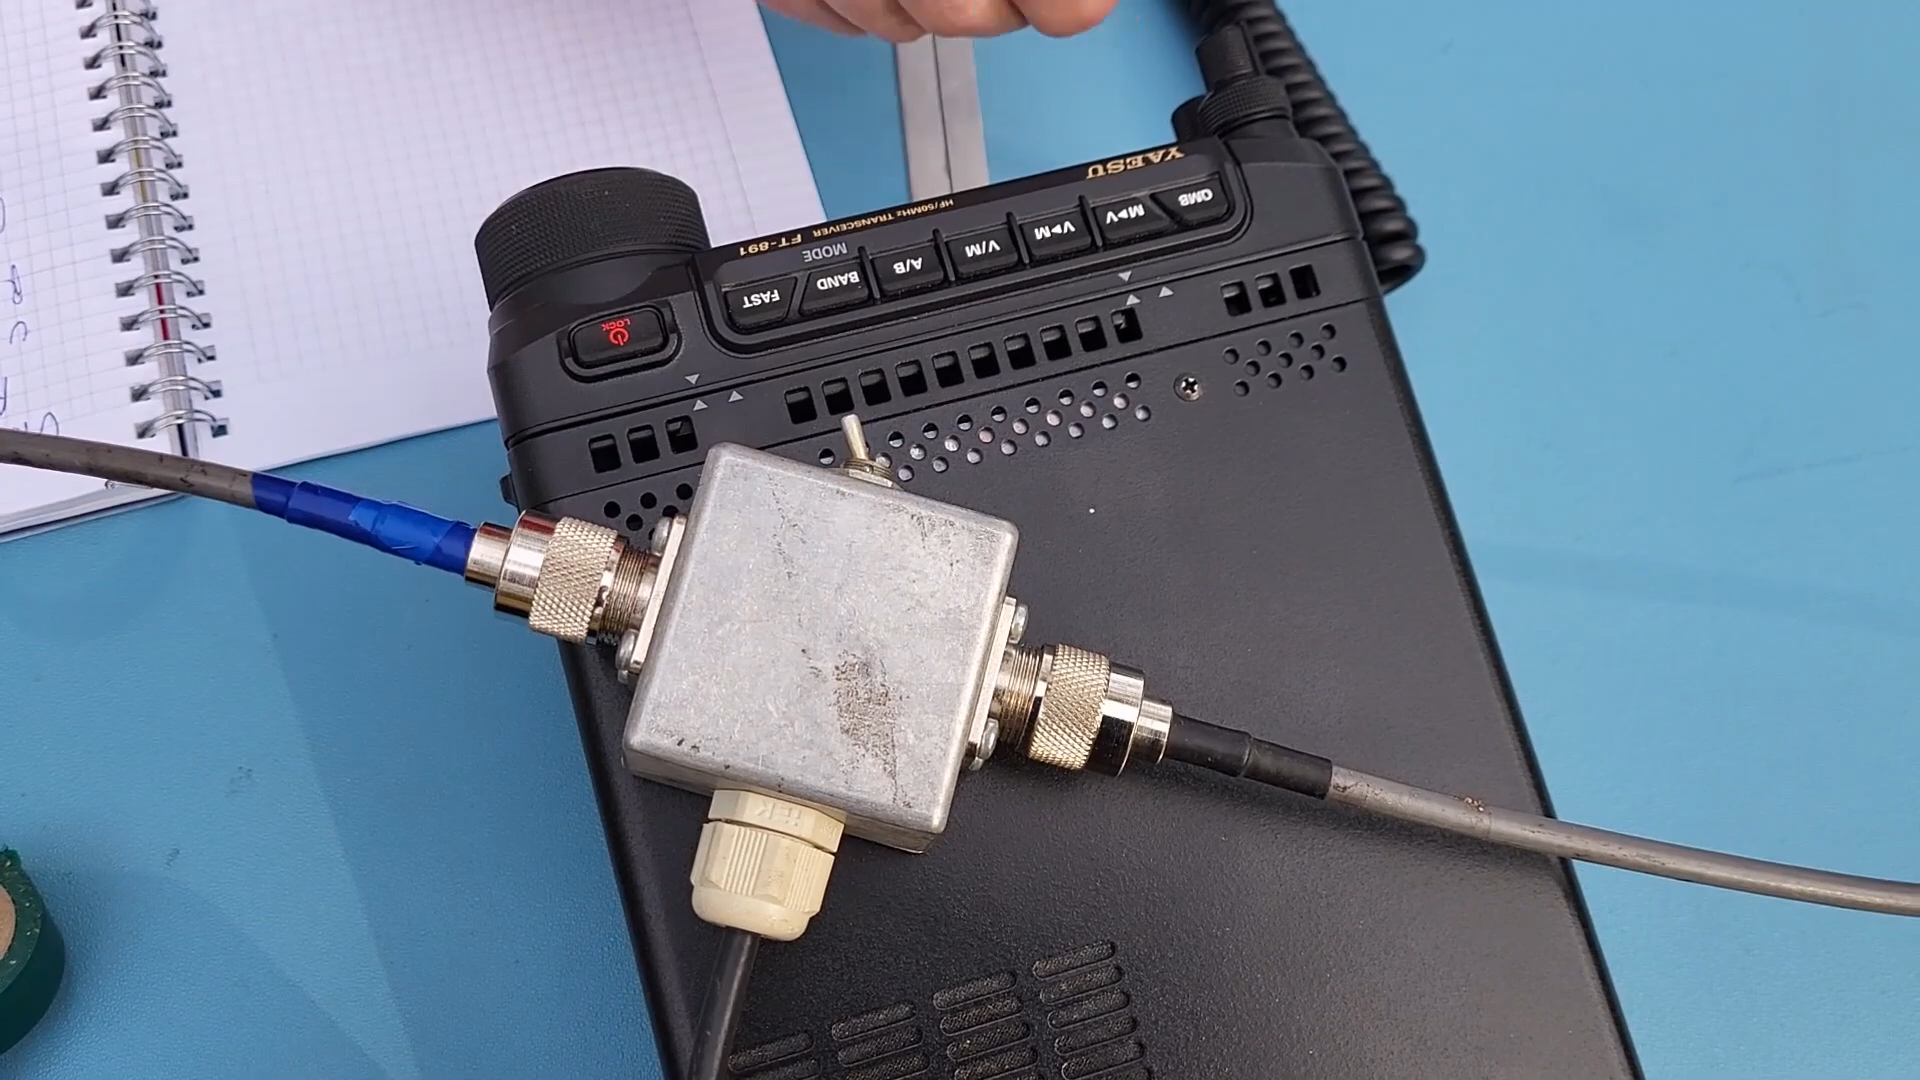 YAESU
HF/50MHz TRANSCEIVER FT-891
QMB
M▶V
V▶M
V/M
A/B
BAND
MODE
FAST
LOCK